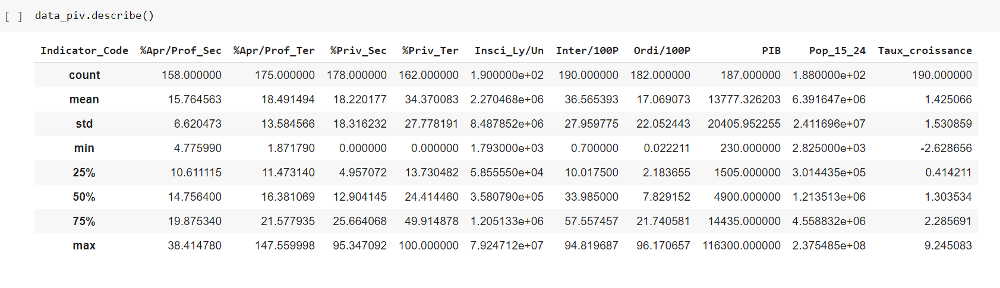 [ ] data_piv.describe()
Indicator_Code %Apr/Prof_Sec %Apr/Prof_Ter %Priv_Sec %Priv_Ter Insci_Ly/Un Inter/100P Ordi/100P PIB Pop_15_24 Taux_croissance
count 158.000000 175.000000 178.000000 162.000000 1.900000e+02 190.000000 182.000000 187.000000 1.880000e+02 190.000000
mean 15.764563 18.491494 18.220177 34.370083 2.270468e+06 36.565393 17.069073 13777.326203 6.391647e+06 1.425066
std 6.620473 13.584566 18.316232 27.778191 8.487852e+06 27.959775 22.052443 20405.952255 2.411696e+07 1.530859
min 4.775990 1.871790 0.000000 0.000000 1.793000e+03 0.700000 0.022211 230.000000 2.825000e+03 -2.628656
25% 10.611115 11.473140 4.957072 13.730482 5.855550e+04 10.017500 2.183655 1505.000000 3.014435e+05 0.414211
50% 14.756400 16.381069 12.904145 24.414460 3.580790e+05 33.985000 7.829152 4900.000000 1.213513e+06 1.303534
75% 19.875340 21.577935 25.664068 49.914878 1.205133e+06 57.557457 21.740581 14435.000000 4.558832e+06 2.285691
max 38.414780 147.559998 95.347092 100.000000 7.924712e+07 94.819687 96.170657 116300.000000 2.375485e+08 9.245083